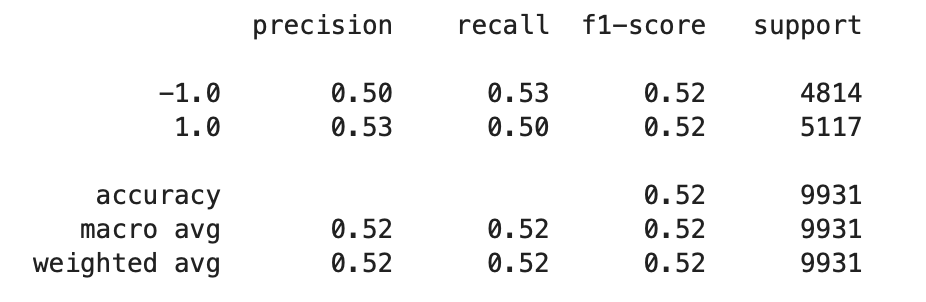 precision recall f1-score support
-1.0 0.50 0.53 0.52 4814
1.0 0.53 0.50 0.52 5117
accuracy 0.52 9931
macro avg 0.52 0.52 0.52 9931
weighted avg 0.52 0.52 0.52 9931